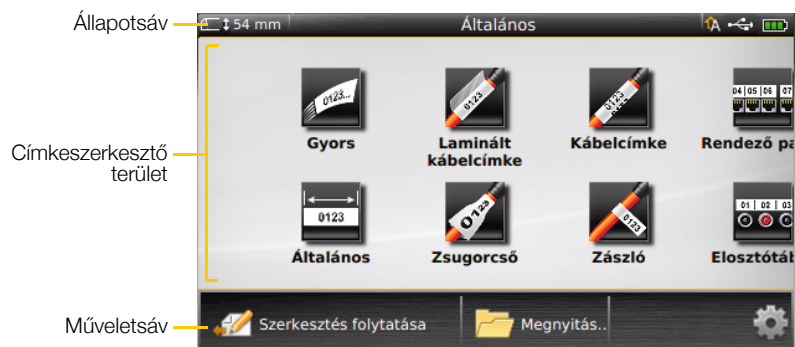 Állapotsáv
54 mm
Általános
Címkeszerkesztő
terület
0123...
0123
0123
04 05 06 07
Gyors
Laminált
kábelcímke
Kábelcímke
Rendező pa
0123
0123
0123
01 02 03
Általános
Zsugorcső
Zászló
Elosztótáb
Műveletsáv
Szerkesztés folytatása
Megnyitás..